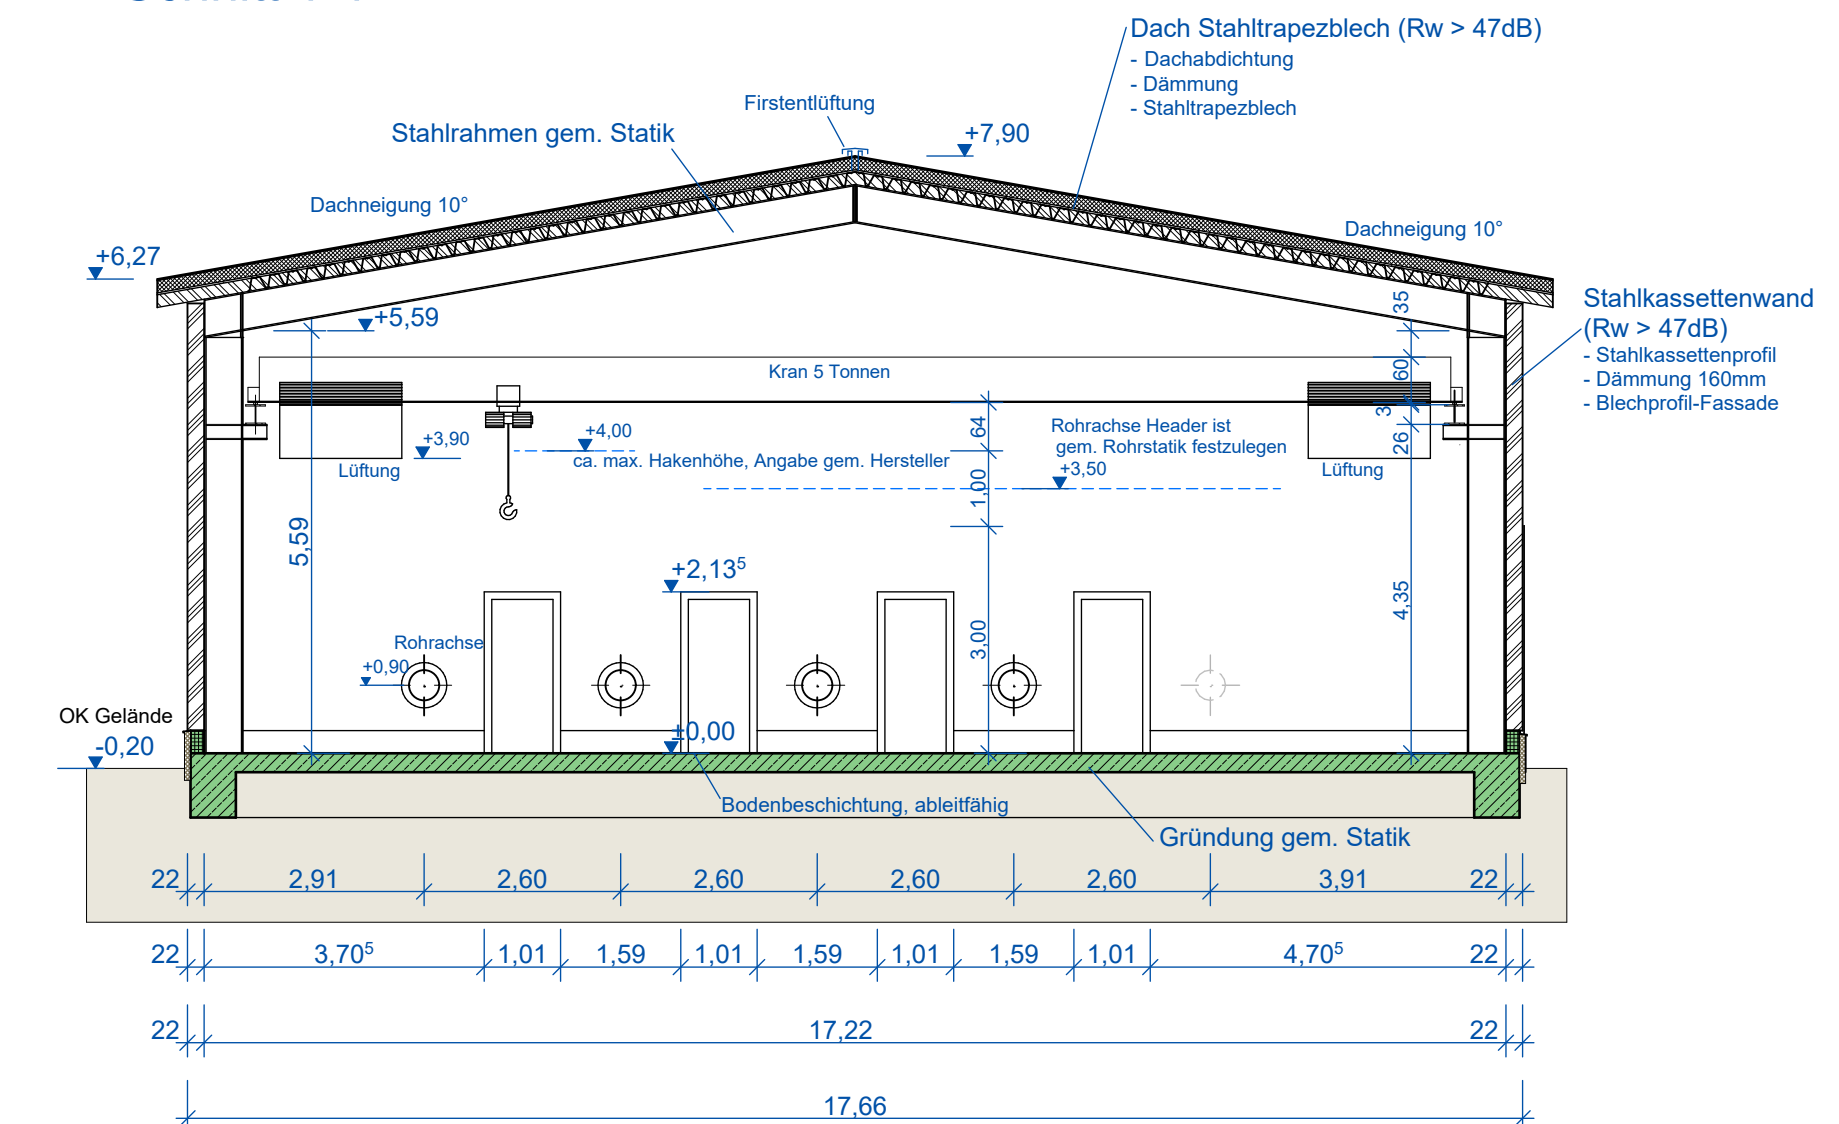 Dach Stahltrapezblech (Rw > 47dB)
- Dachabdichtung
- Dämmung
- Stahltrapezblech
Firstentlüftung
Stahlrahmen gem. Statik
+7,90
Dachneigung 10°
Dachneigung 10°
+6,27
Stahlkassettenwand
(Rw > 47dB)
- Stahlkassettenprofil
- Dämmung 160mm
- Blechprofil-Fassade
+5,59
35
Kran 5 Tonnen
60
3
26
64
+4,00
+3,90
Lüftung
ca. max. Hakenhöhe, Angabe gem. Hersteller
Rohrachse Header ist
gem. Rohrstatik festzulegen
+3,50
Lüftung
1,00
5,59
+2,13⁵
4,35
3,00
Rohrachse
+0,90
OK Gelände
-0,20
±0,00
Bodenbeschichtung, ableitfähig
Gründung gem. Statik
22 2,91 2,60 2,60 2,60 2,60 3,91 22
22 3,70⁵ 1,01 1,59 1,01 1,59 1,01 1,59 1,01 4,70⁵ 22
22 17,22 22
17,66